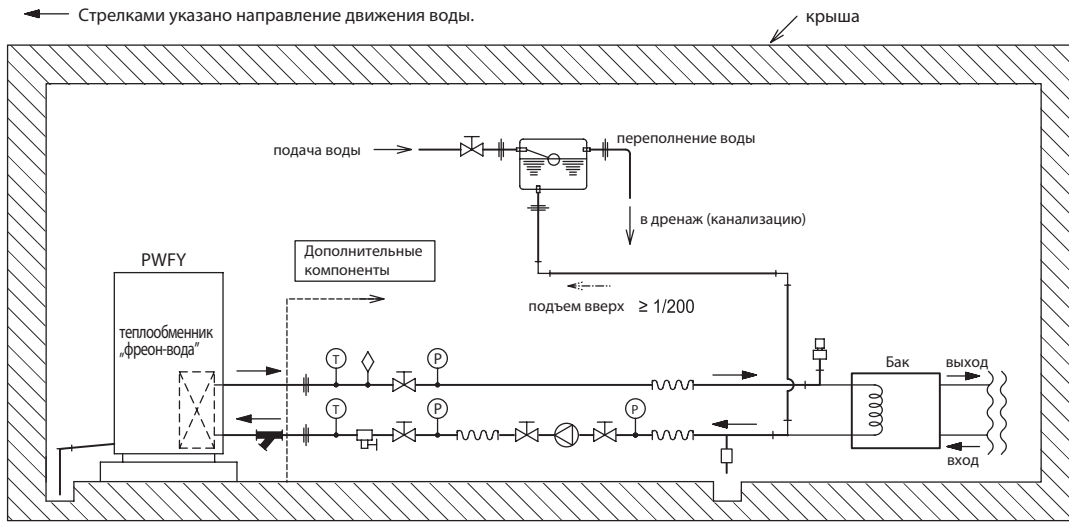 Стрелками указано направление движения воды.
крыша
подача воды
переполнение воды
в дренаж (канализацию)
PWFY
Дополнительные
компоненты
подъем вверх ≥ 1/200
теплообменник
„фреон-вода"
T
P
Бак
выход
T
P
P
вход